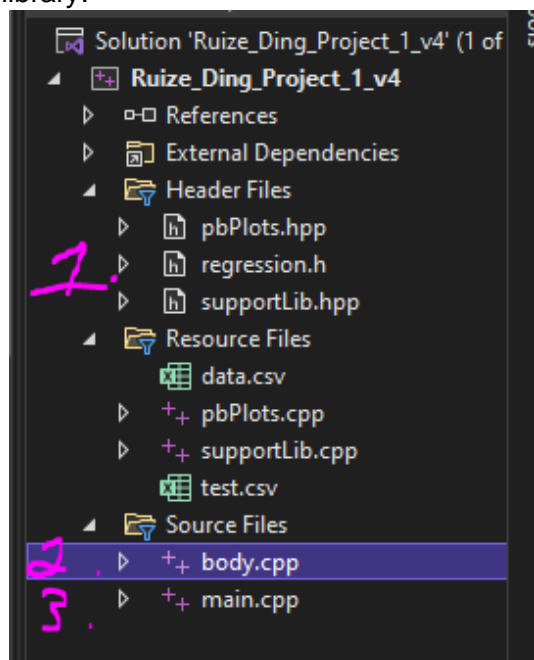 library.
Solution 'Ruize_Ding_Project_1_v4' (1 of
Ruize_Ding_Project_1_v4
References
External Dependencies
Header Files
pbPlots.hpp
1. regression.h
supportLib.hpp
Resource Files
data.csv
pbPlots.cpp
supportLib.cpp
test.csv
Source Files
2. body.cpp
3. main.cpp